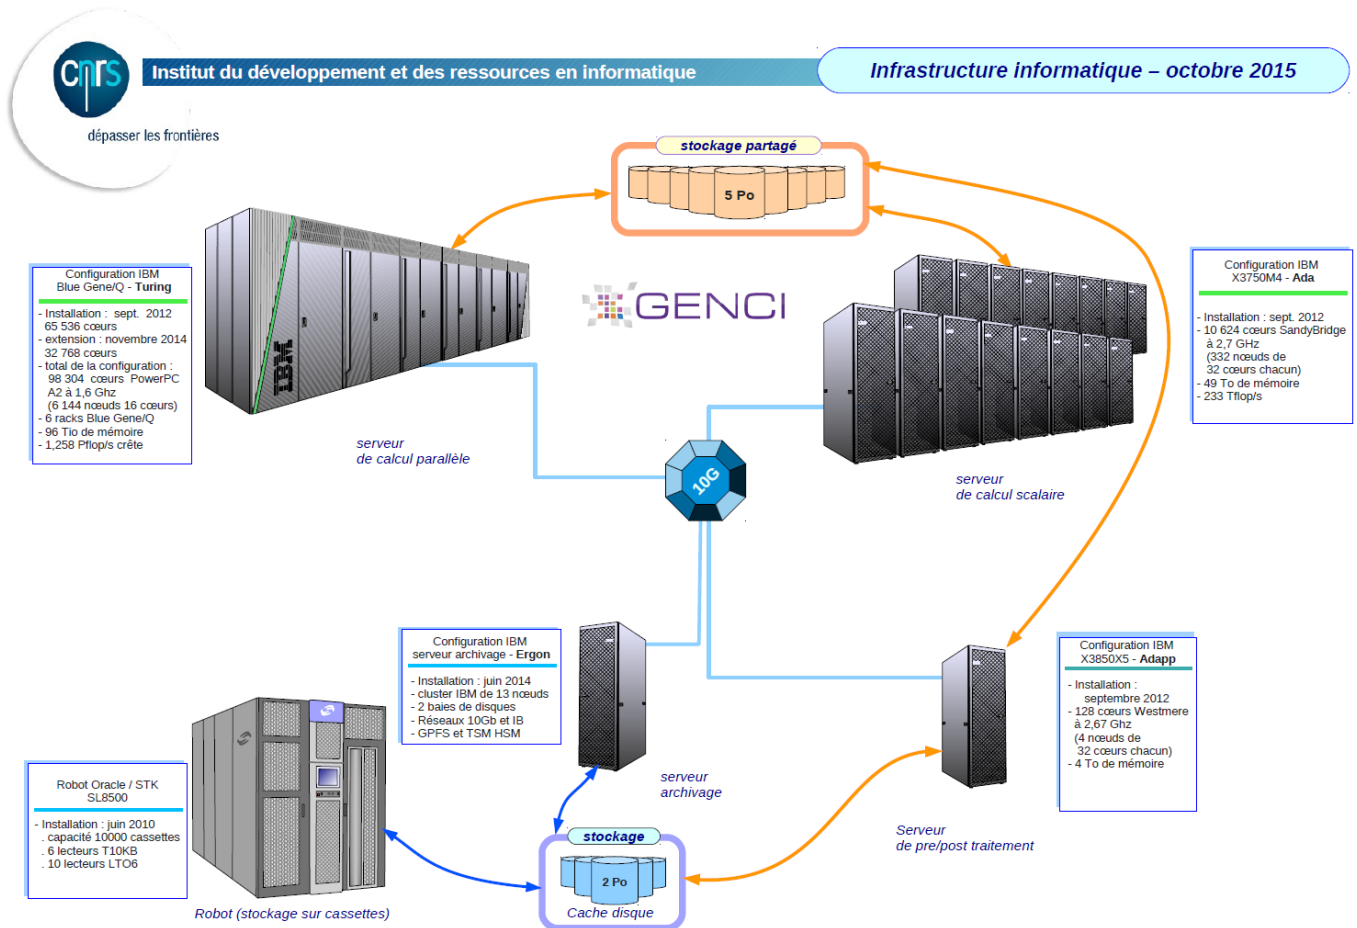 cnrs
dépasser les frontières
Institut du développement et des ressources en informatique
Infrastructure informatique – octobre 2015
stockage partagé
5 Po
Configuration IBM
Blue Gene/Q - Turing
- Installation : sept. 2012
65 536 cœurs
- extension : novembre 2014
32 768 cœurs
- total de la configuration :
98 304 cœurs PowerPC
A2 à 1,6 Ghz
(6 144 nœuds 16 cœurs)
- 6 racks Blue Gene/Q
- 96 Tio de mémoire
- 1,258 Pflop/s crête
IBM
serveur
de calcul parallèle
GENCI
10G
Configuration IBM
X3750M4 - Ada
- Installation : sept. 2012
- 10 624 cœurs SandyBridge
à 2,7 GHz
(332 nœuds de
32 cœurs chacun)
- 49 To de mémoire
- 233 Tflop/s
serveur
de calcul scalaire
Configuration IBM
serveur archivage - Ergon
- Installation : juin 2014
- cluster IBM de 13 nœuds
- 2 baies de disques
- Réseaux 10Gb et IB
- GPFS et TSM HSM
serveur
archivage
Configuration IBM
X3850X5 - Adapp
- Installation :
septembre 2012
- 128 cœurs Westmere
à 2,67 Ghz
(4 nœuds de
32 cœurs chacun)
- 4 To de mémoire
Serveur
de pre/post traitement
Robot Oracle / STK
SL8500
- Installation : juin 2010
. capacité 10000 cassettes
. 6 lecteurs T10KB
. 10 lecteurs LTO6
Robot (stockage sur cassettes)
stockage
2 Po
Cache disque